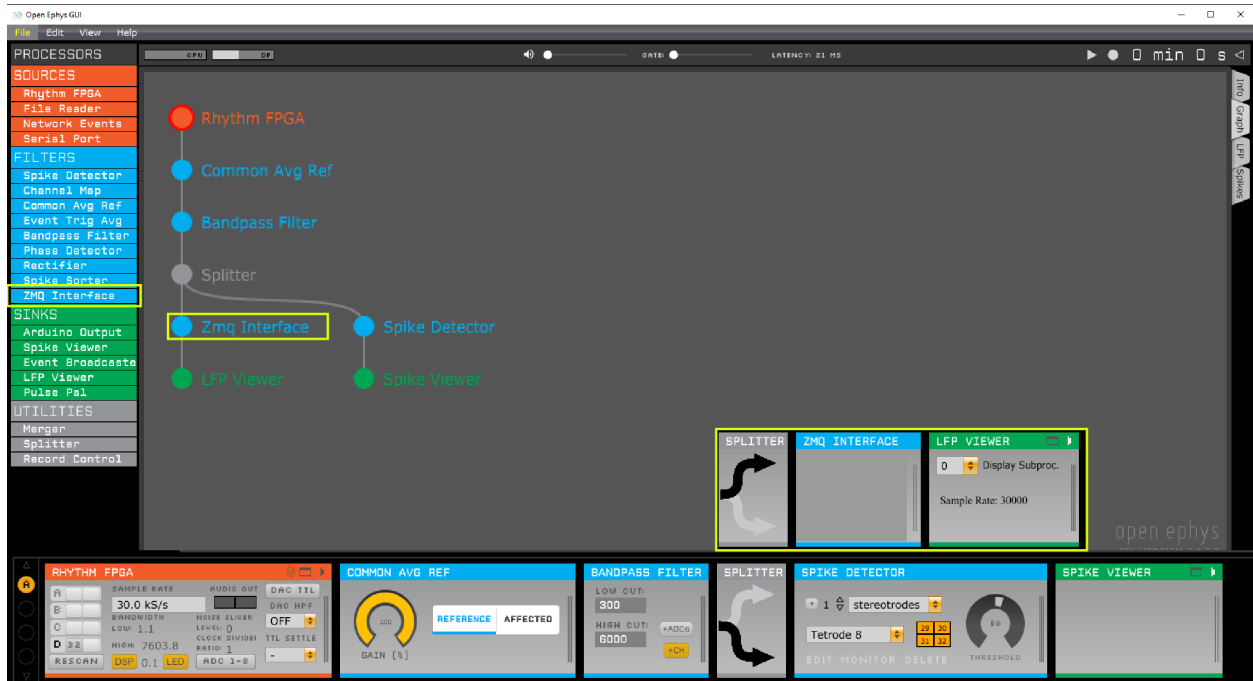 Open Ephys GUI
File Edit View Help
PROCESSORS
CPU DF
GATE:
LATENCY: 21 MS
0 min 0 s
SOURCES
Rhythm FPGA
File Reader
Network Events
Serial Port
FILTERS
Spike Detector
Channel Map
Common Avg Ref
Event Trig Avg
Bandpass Filter
Phase Detector
Rectifier
Spike Sorter
ZMQ Interface
SINKS
Arduino Output
Spike Viewer
Event Broadcaste
LFP Viewer
Pulse Pal
UTILITIES
Merger
Splitter
Record Control
Rhythm FPGA
Common Avg Ref
Bandpass Filter
Splitter
Zmq Interface
Spike Detector
LFP Viewer
Spike Viewer
Info
Graph
LFP
Spikes
SPLITTER
ZMQ INTERFACE
LFP VIEWER
0 Display Subproc.
Sample Rate: 30000
open ephys
A
RHYTHM FPGA
A
B
C
D 32
RESCAN
SAMPLE RATE
30.0 kS/s
BANDWIDTH
LOW: 1.1
HIGH: 7603.8
DSP 0.1 LED
AUDIO OUT
NOISE SLICER
LEVEL: 0
CLOCK DIVIDER
RATIO: 1
ADC 1-8
DAC TTL
DAC HPF
OFF
TTL SETTLE
-
COMMON AVG REF
100
GAIN [%]
REFERENCE AFFECTED
BANDPASS FILTER
LOW CUT:
300
HIGH CUT:
6000
+ADCs
+CH
SPLITTER
SPIKE DETECTOR
+ 1 stereotrodes
Tetrode 8
29 30
31 32
EDIT MONITOR DELETE
50
THRESHOLD
SPIKE VIEWER